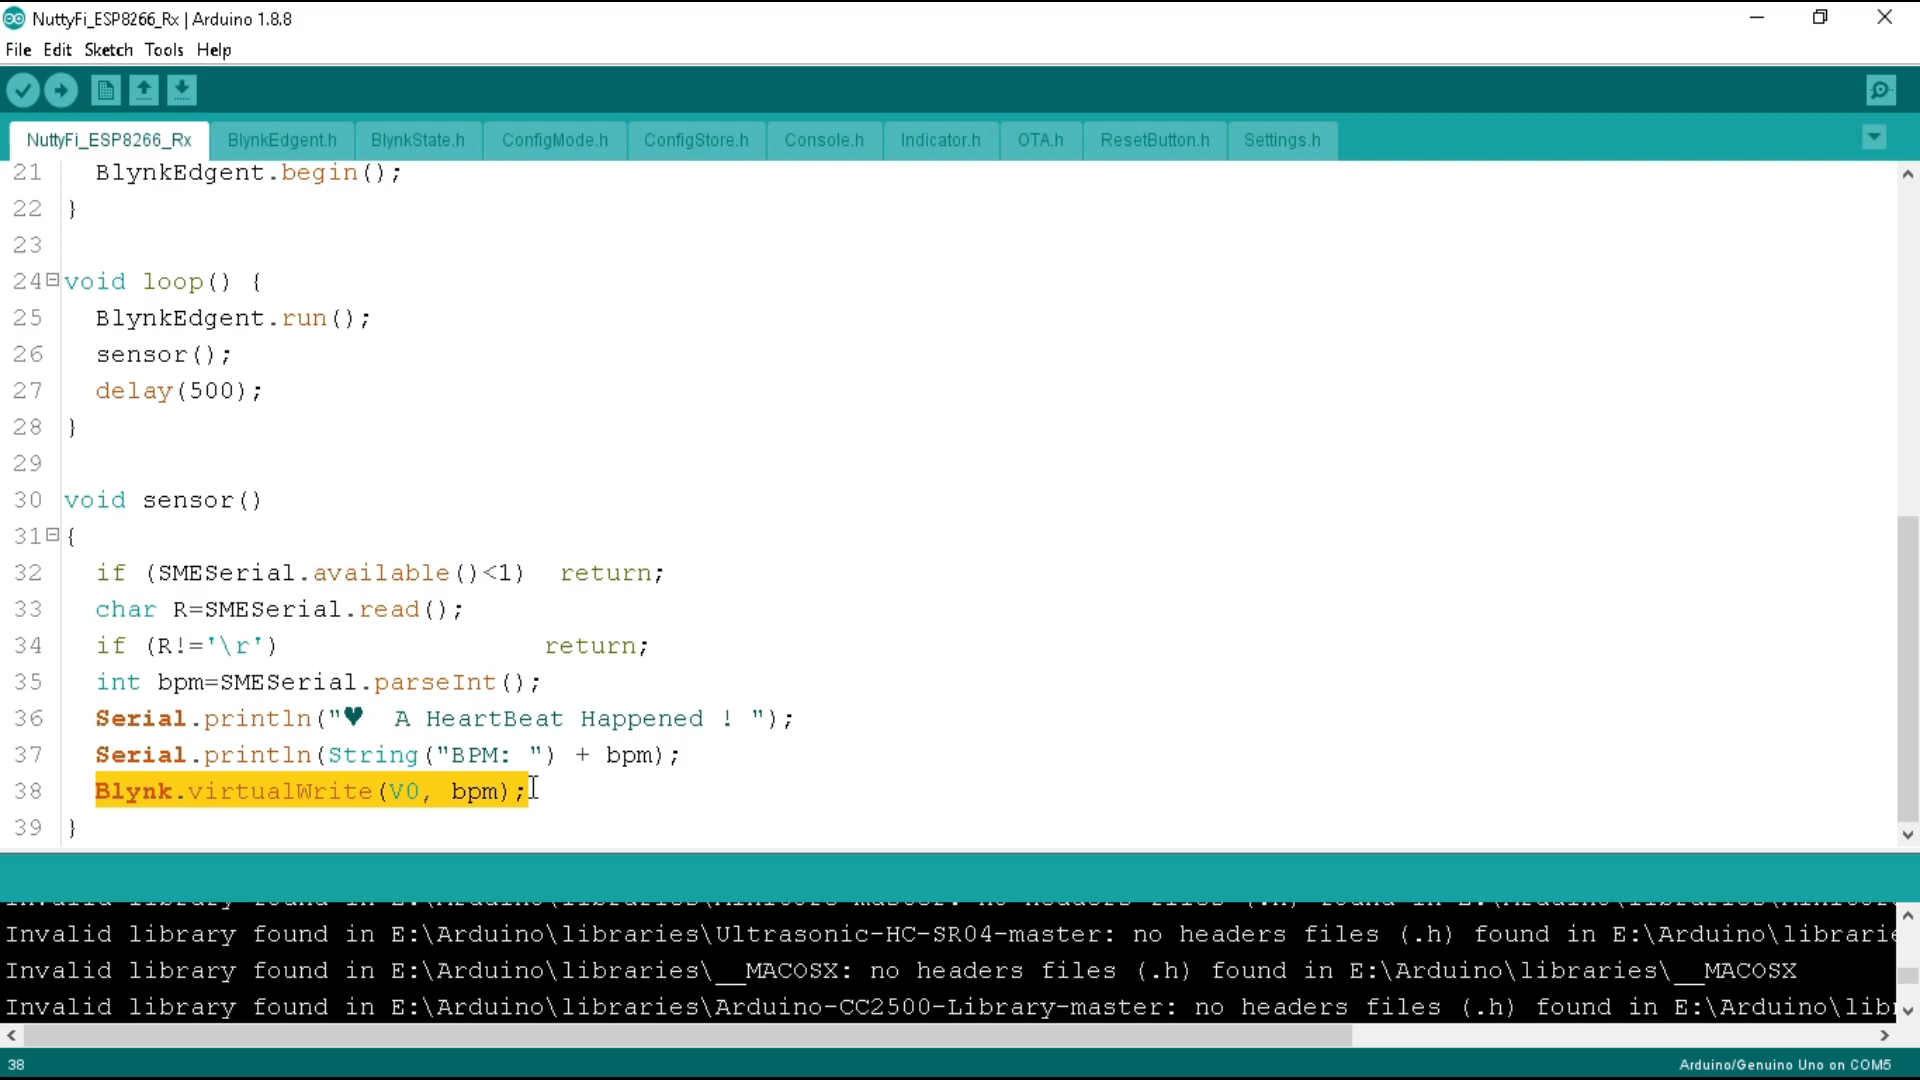 NuttyFi_ESP8266_Rx | Arduino 1.8.8
File Edit Sketch Tools Help
NuttyFi_ESP8266_Rx BlynkEdgent.h BlynkState.h ConfigMode.h ConfigStore.h Console.h Indicator.h OTA.h ResetButton.h Settings.h
21 BlynkEdgent.begin();
22 }
23
24 void loop() {
25 BlynkEdgent.run();
26 sensor();
27 delay(500);
28 }
29
30 void sensor()
31 {
32 if (SMESerial.available()<1) return;
33 char R=SMESerial.read();
34 if (R!='\r') return;
35 int bpm=SMESerial.parseInt();
36 Serial.println("♥ A HeartBeat Happened ! ");
37 Serial.println(String("BPM: ") + bpm);
38 Blynk.virtualWrite(V0, bpm);
39 }
Invalid library found in E:\Arduino\libraries\Ultrasonic-HC-SR04-master: no headers files (.h) found in E:\Arduino\librarie
Invalid library found in E:\Arduino\libraries\__MACOSX: no headers files (.h) found in E:\Arduino\libraries\__MACOSX
Invalid library found in E:\Arduino\libraries\Arduino-CC2500-Library-master: no headers files (.h) found in E:\Arduino\lib
38 Arduino/Genuino Uno on COM5